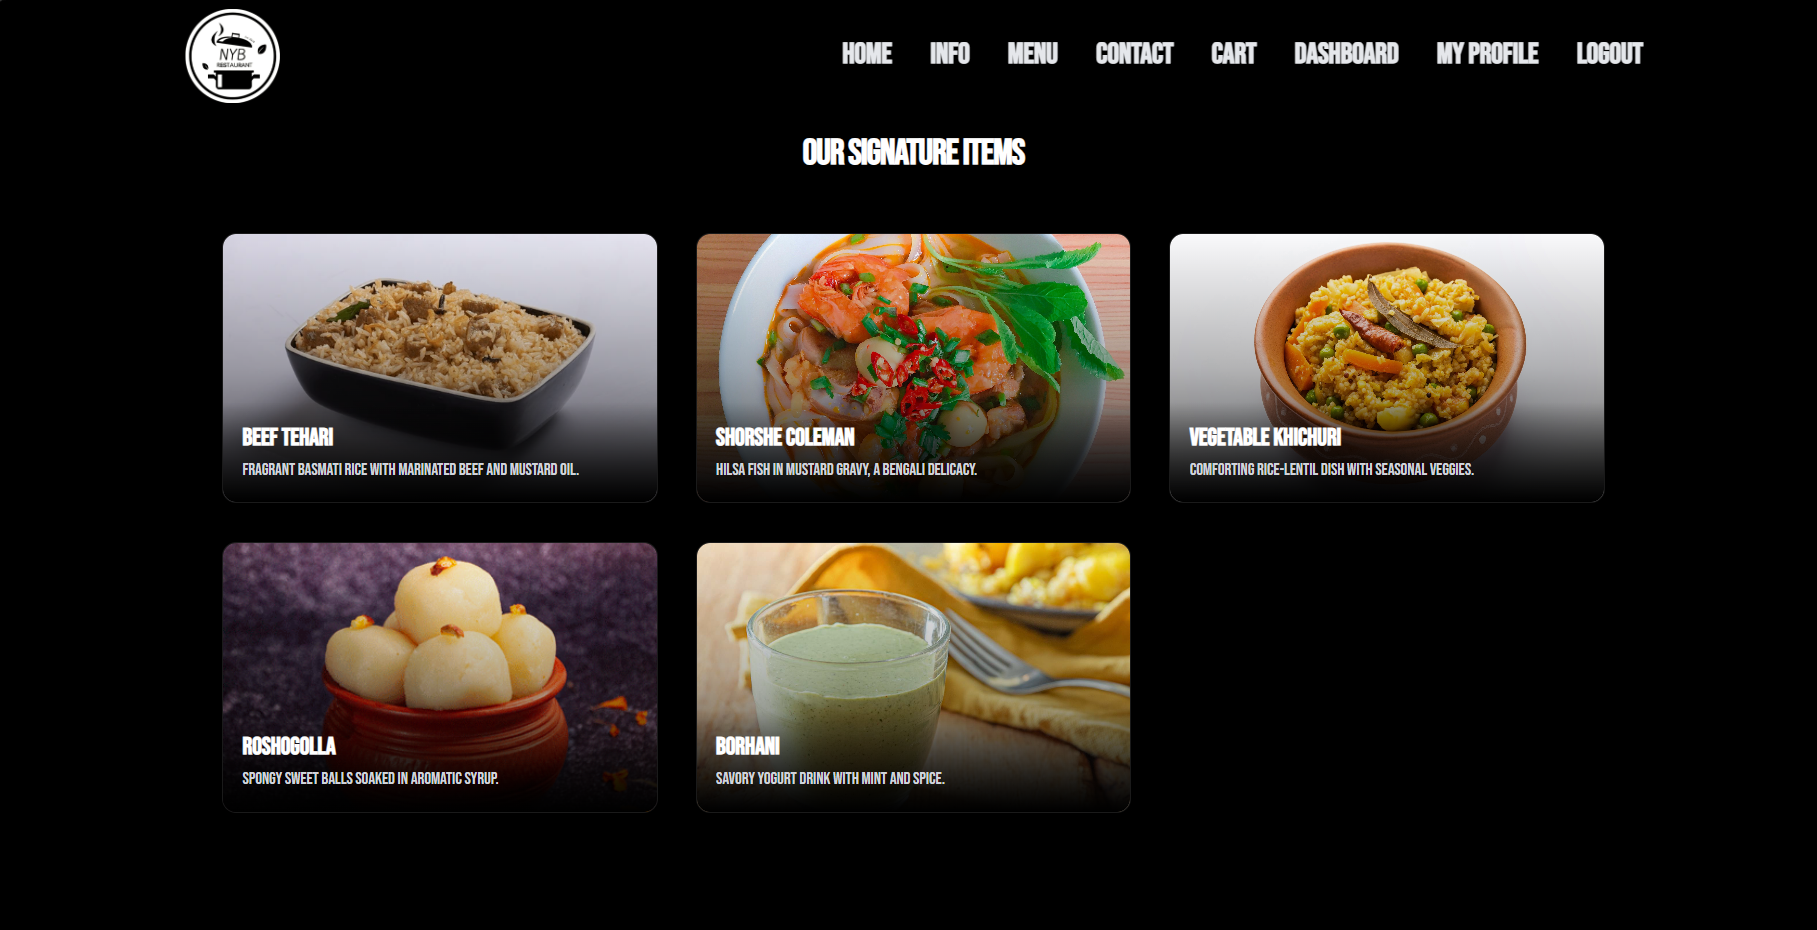 NYB
RESTAURANT
HOME INFO MENU CONTACT CART DASHBOARD MY PROFILE LOGOUT
OUR SIGNATURE ITEMS
BEEF TEHARI
FRAGRANT BASMATI RICE WITH MARINATED BEEF AND MUSTARD OIL.
SHORSHE COLEMAN
HILSA FISH IN MUSTARD GRAVY, A BENGALI DELICACY.
VEGETABLE KHICHURI
COMFORTING RICE-LENTIL DISH WITH SEASONAL VEGGIES.
ROSHOGOLLA
SPONGY SWEET BALLS SOAKED IN AROMATIC SYRUP.
BORHANI
SAVORY YOGURT DRINK WITH MINT AND SPICE.